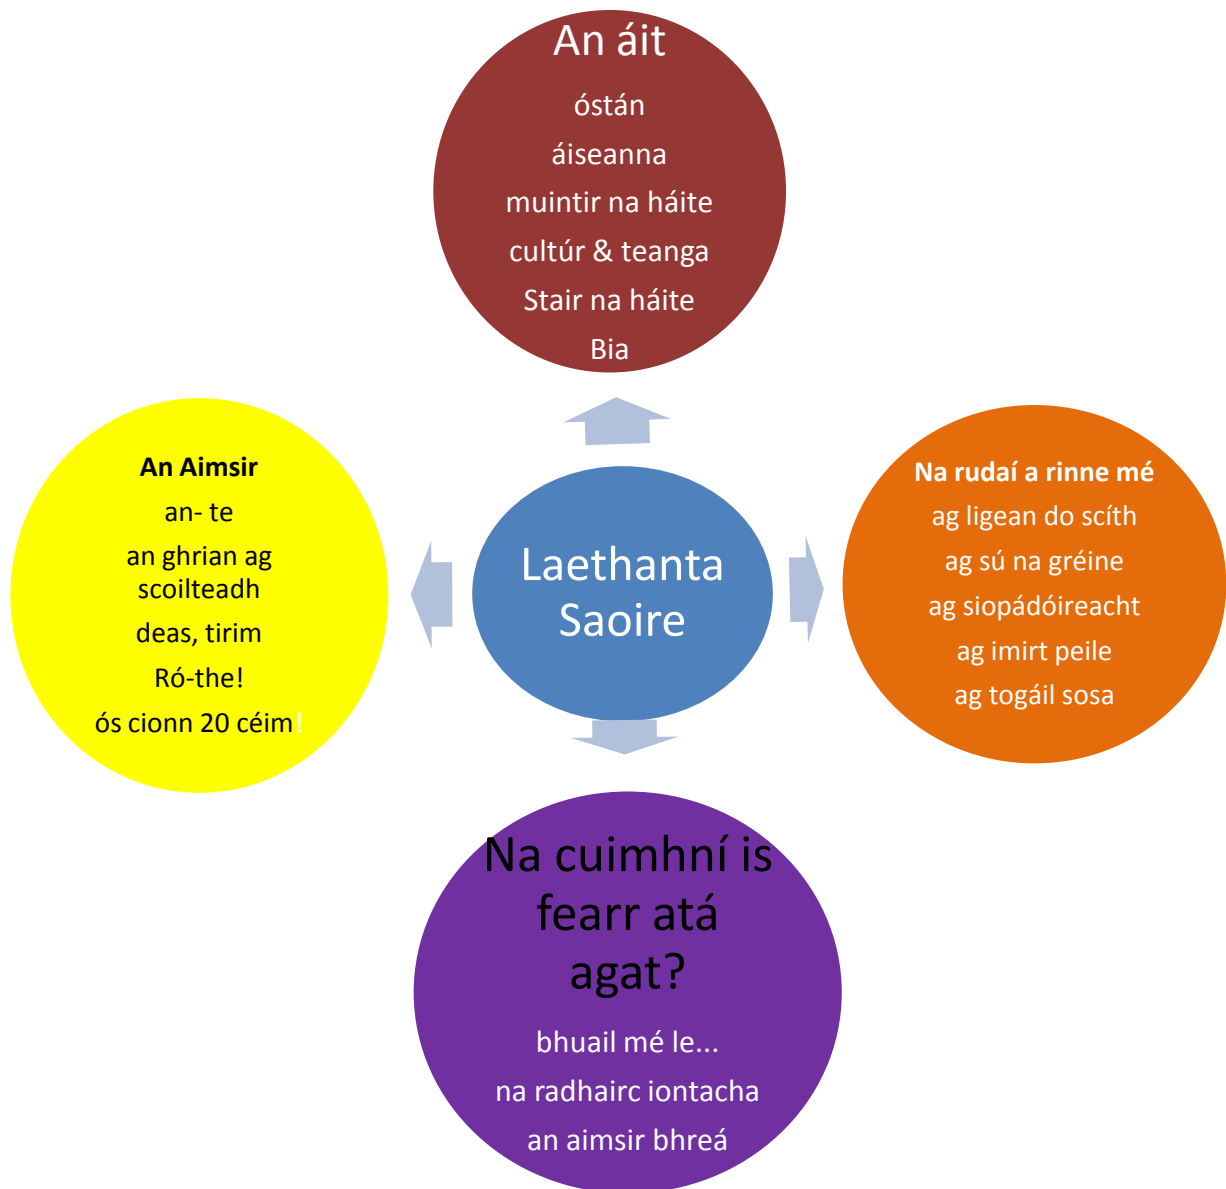 An áit
óstán
áiseanna
muintir na háite
cultúr & teanga
Stair na háite
Bia
An Aimsir
an- te
an ghrian ag
scoilteadh
deas, tirim
Ró-the!
ós cionn 20 céim!
Laethanta
Saoire
Na rudaí a rinne mé
ag ligean do scíth
ag sú na gréine
ag siopádóireacht
ag imirt peile
ag togáil sosa
Na cuimhní is
fearr atá
agat?
bhuail mé le...
na radhairc iontacha
an aimsir bhreá